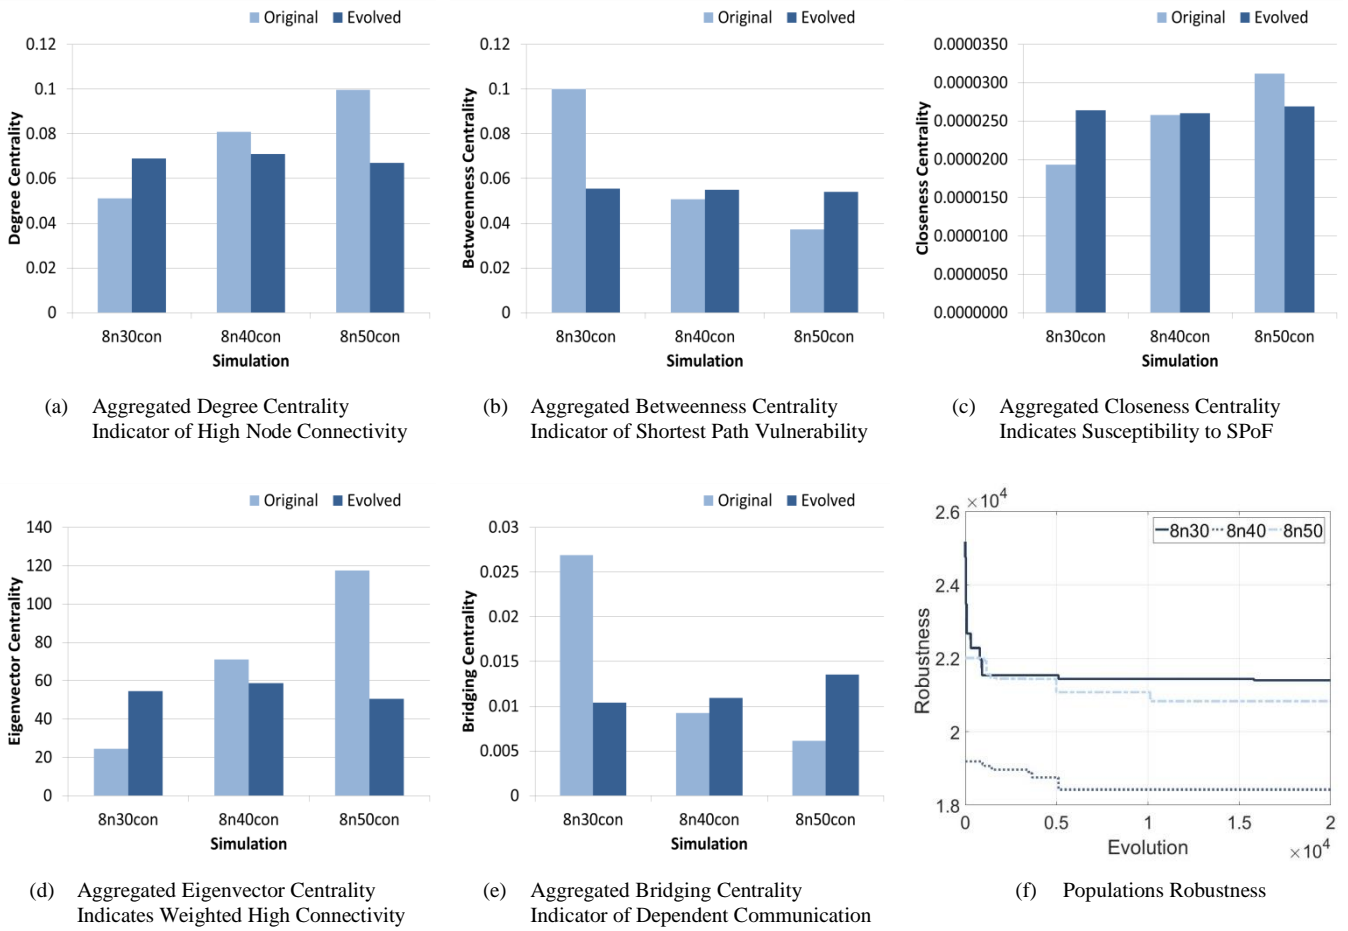 Original Evolved
0.12
0.1
0.08
0.06
0.04
0.02
0
Degree Centrality
8n30con 8n40con 8n50con
Simulation
(a) Aggregated Degree Centrality
Indicator of High Node Connectivity
Original Evolved
0.12
0.1
0.08
0.06
0.04
0.02
0
Betweenness Centrality
8n30con 8n40con 8n50con
Simulation
(b) Aggregated Betweenness Centrality
Indicator of Shortest Path Vulnerability
Original Evolved
0.0000350
0.0000300
0.0000250
0.0000200
0.0000150
0.0000100
0.0000050
0.0000000
Closeness Centrality
8n30con 8n40con 8n50con
Simulation
(c) Aggregated Closeness Centrality
Indicates Susceptibility to SPoF
Original Evolved
140
120
100
80
60
40
20
0
Eigenvector Centrality
8n30con 8n40con 8n50con
Simulation
(d) Aggregated Eigenvector Centrality
Indicates Weighted High Connectivity
Original Evolved
0.03
0.025
0.02
0.015
0.01
0.005
0
Bridging Centrality
8n30con 8n40con 8n50con
Simulation
(e) Aggregated Bridging Centrality
Indicator of Dependent Communication
×10⁴
2.6
2.4
2.2
2
1.8
Robustness
8n30 8n40 8n50
0 0.5 1 1.5 2
Evolution
×10⁴
(f) Populations Robustness